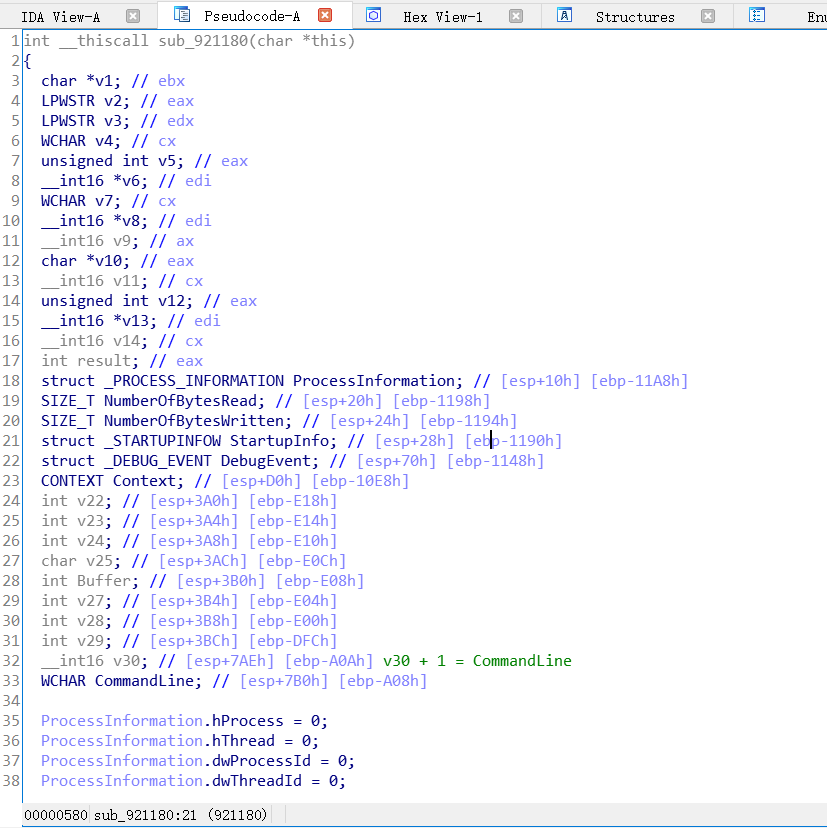 IDA View-A Pseudocode-A Hex View-1 Structures Enu
1 int __thiscall sub_921180(char *this)
2 {
3 char *v1; // ebx
4 LPWSTR v2; // eax
5 LPWSTR v3; // edx
6 WCHAR v4; // cx
7 unsigned int v5; // eax
8 __int16 *v6; // edi
9 WCHAR v7; // cx
10 __int16 *v8; // edi
11 __int16 v9; // ax
12 char *v10; // eax
13 __int16 v11; // cx
14 unsigned int v12; // eax
15 __int16 *v13; // edi
16 __int16 v14; // cx
17 int result; // eax
18 struct _PROCESS_INFORMATION ProcessInformation; // [esp+10h] [ebp-11A8h]
19 SIZE_T NumberOfBytesRead; // [esp+20h] [ebp-1198h]
20 SIZE_T NumberOfBytesWritten; // [esp+24h] [ebp-1194h]
21 struct _STARTUPINFOW StartupInfo; // [esp+28h] [ebp-1190h]
22 struct _DEBUG_EVENT DebugEvent; // [esp+70h] [ebp-1148h]
23 CONTEXT Context; // [esp+D0h] [ebp-10E8h]
24 int v22; // [esp+3A0h] [ebp-E18h]
25 int v23; // [esp+3A4h] [ebp-E14h]
26 int v24; // [esp+3A8h] [ebp-E10h]
27 char v25; // [esp+3ACh] [ebp-E0Ch]
28 int Buffer; // [esp+3B0h] [ebp-E08h]
29 int v27; // [esp+3B4h] [ebp-E04h]
30 int v28; // [esp+3B8h] [ebp-E00h]
31 int v29; // [esp+3BCh] [ebp-DFCh]
32 __int16 v30; // [esp+7AEh] [ebp-A0Ah] v30 + 1 = CommandLine
33 WCHAR CommandLine; // [esp+7B0h] [ebp-A08h]
34
35 ProcessInformation.hProcess = 0;
36 ProcessInformation.hThread = 0;
37 ProcessInformation.dwProcessId = 0;
38 ProcessInformation.dwThreadId = 0;
00000580 sub_921180:21 (921180)